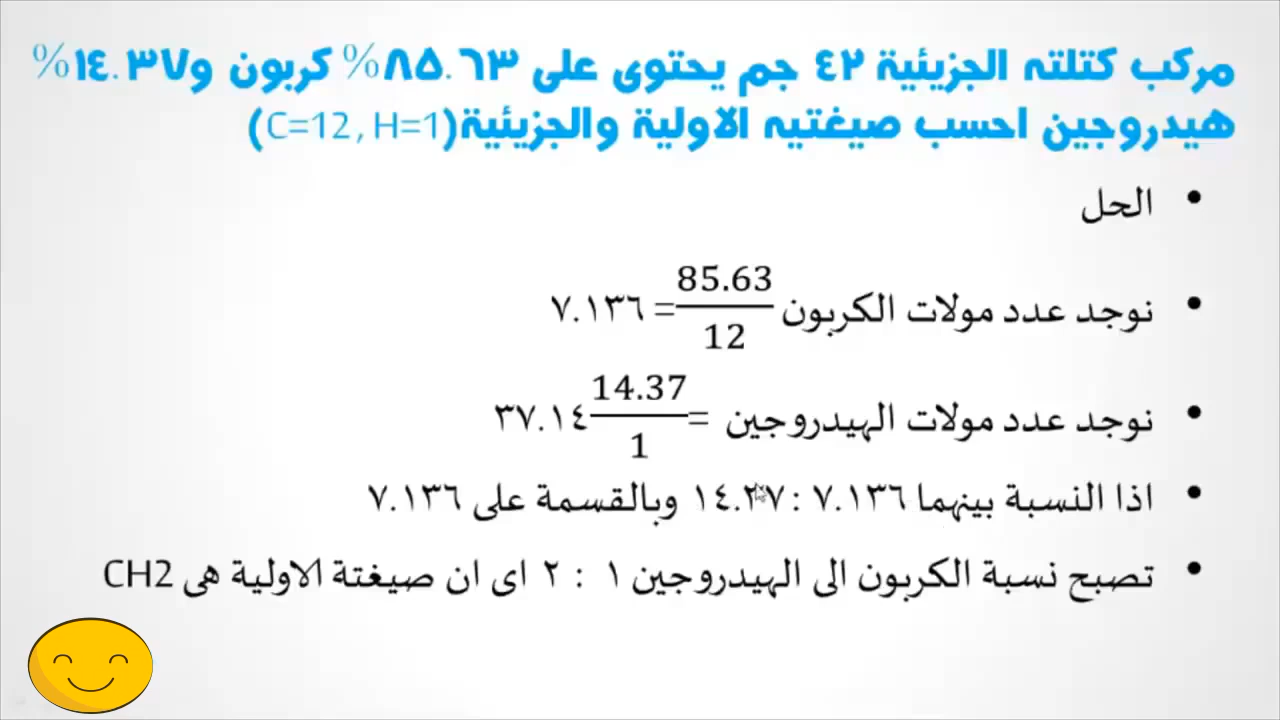 مركب كتلته الجزيئية ٤٢ جم يحتوى على ٨٥.٦٣% كربون و١٤.٣٧%
هيدروجين احسب صيغتيه الاولية والجزيئية(C=12 , H=1)
• الحل
• نوجد عدد مولات الكربون 85.63/12 = ٧.١٣٦
• نوجد عدد مولات الهيدروجين = 14.37/1 ٣٧.١٤
• اذا النسبة بينهما ٧.١٣٦ : ١٤.٣٧ وبالقسمة على ٧.١٣٦
• تصبح نسبة الكربون الى الهيدروجين ١ : ٢ اى ان صيغتة الاولية هى CH2